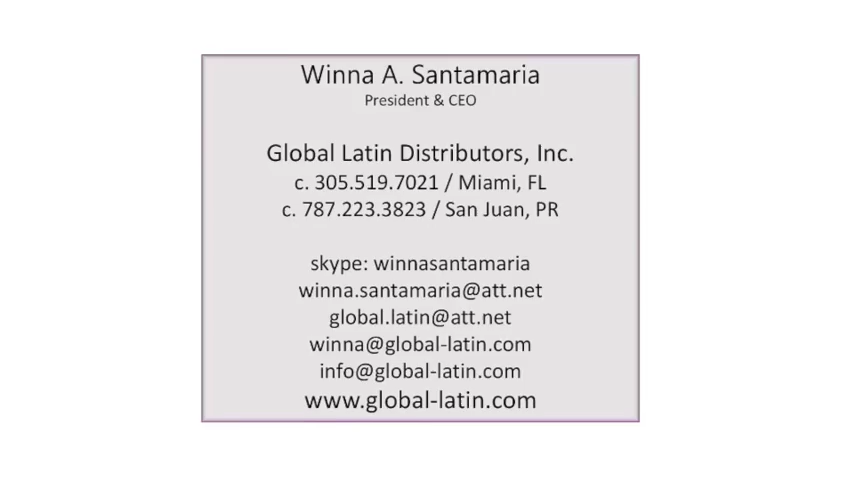 Winna A. Santamaria
President & CEO
Global Latin Distributors, Inc.
c. 305.519.7021 / Miami, FL
c. 787.223.3823 / San Juan, PR
skype: winnasantamaria
winna.santamaria@att.net
global.latin@att.net
winna@global-latin.com
info@global-latin.com
www.global-latin.com